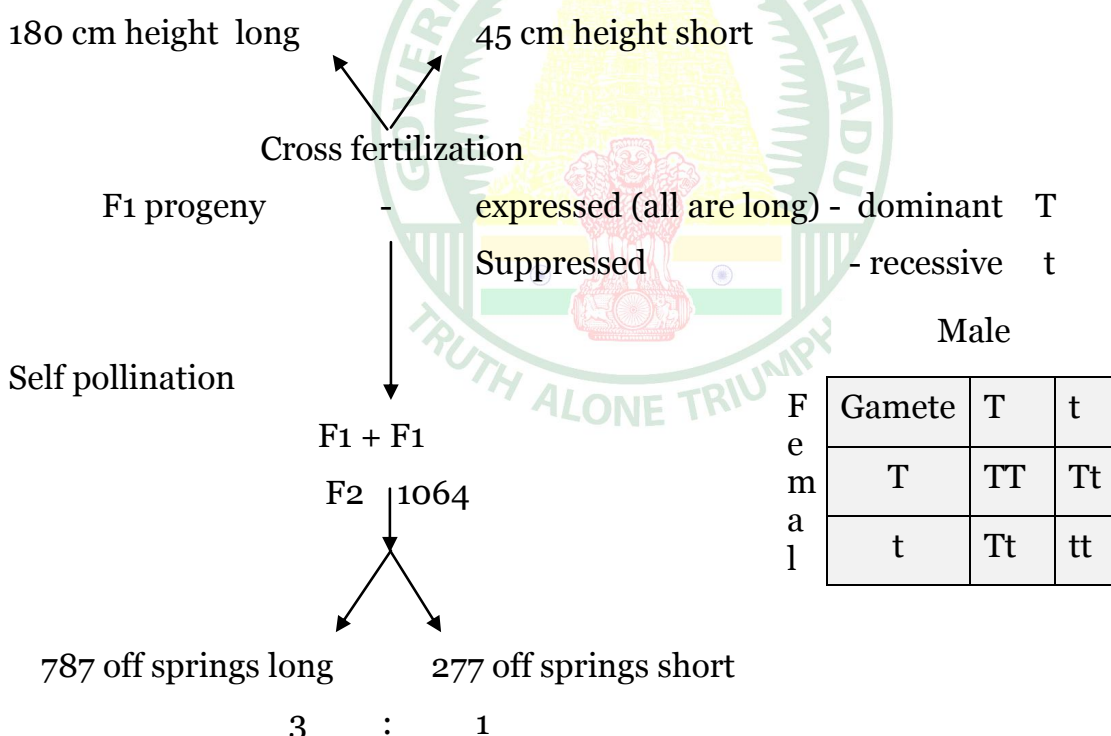 180 cm height long 45 cm height short
Cross fertilization
F1 progeny - expressed (all are long) - dominant T
Suppressed - recessive t
Male
Self pollination
Femal
Gamete T t
T TT Tt
t Tt tt
F1 + F1
F2 1064
787 off springs long 277 off springs short
3 : 1
TRUTH ALONE TRIUMPH